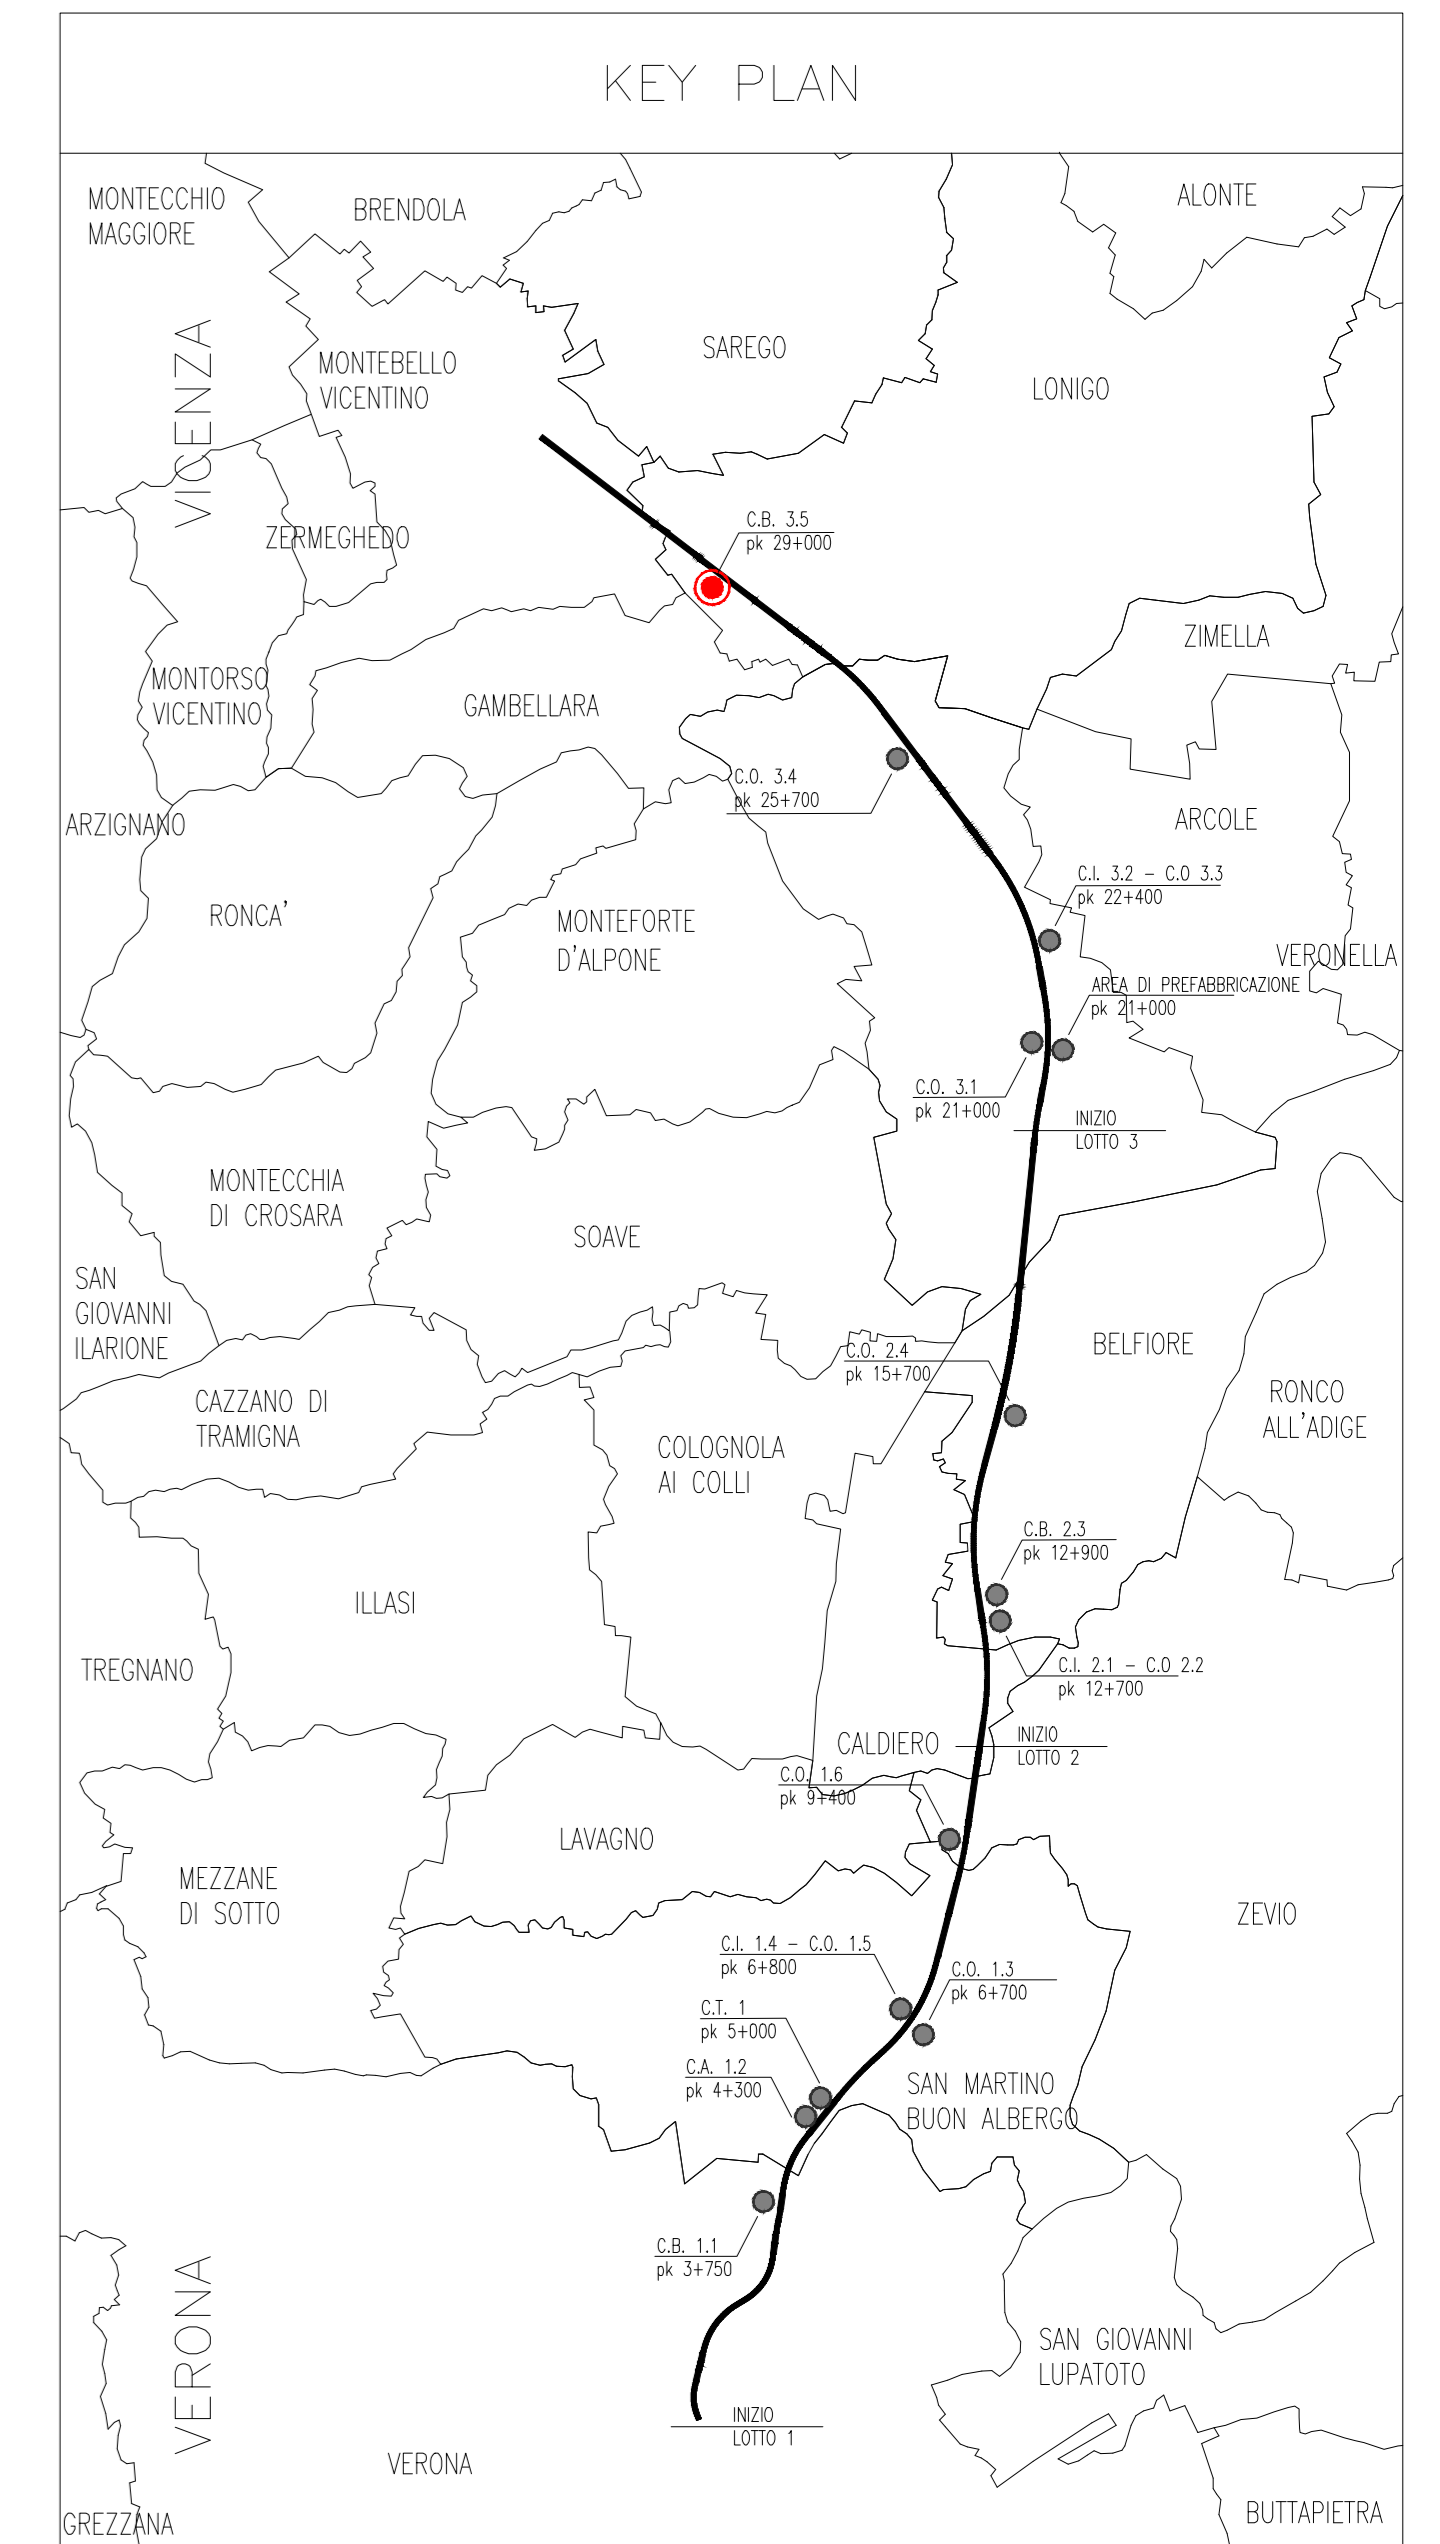 KEY PLAN
MONTECCHIO
MAGGIORE
BRENDOLA
ALONTE
VICENZA
SAREGO
MONTEBELLO
VICENTINO
LONIGO
C.B. 3.5
pk 29+000
ZERMEGHEDO
ZIMELLA
MONTORSO
VICENTINO
GAMBELLARA
C.O. 3.4
pk 25+700
ARZIGNANO
ARCOLE
C.I. 3.2 - C.O 3.3
pk 22+400
RONCA'
MONTEFORTE
D'ALPONE
VERONELLA
AREA DI PREFABBRICAZIONE
pk 21+000
C.O. 3.1
pk 21+000
INIZIO
LOTTO 3
MONTECCHIA
DI CROSARA
SOAVE
SAN
GIOVANNI
ILARIONE
BELFIORE
C.O. 2.4
pk 15+700
CAZZANO DI
TRAMIGNA
RONCO
ALL'ADIGE
COLOGNOLA
AI COLLI
C.B. 2.3
pk 12+900
ILLASI
TREGNANO
C.I. 2.1 - C.O 2.2
pk 12+700
CALDIERO
INIZIO
LOTTO 2
C.O. 1.6
pk 9+400
LAVAGNO
MEZZANE
DI SOTTO
ZEVIO
C.I. 1.4 - C.O. 1.5
pk 6+800
C.O. 1.3
pk 6+700
C.T. 1
pk 5+000
C.A. 1.2
pk 4+300
SAN MARTINO
BUON ALBERGO
C.B. 1.1
pk 3+750
VERONA
SAN GIOVANNI
LUPATOTO
INIZIO
LOTTO 1
VERONA
BUTTAPIETRA
GREZZANA